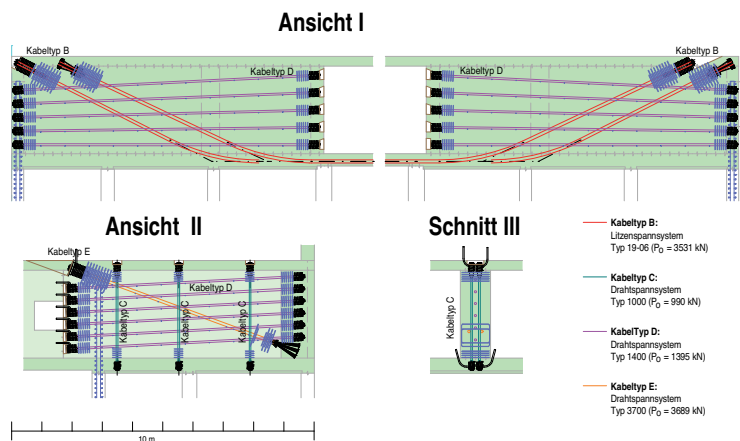 Ansicht I
Kabeltyp B
Kabeltyp D
Kabeltyp D
Kabeltyp B
Ansicht II
Kabeltyp E
Kabeltyp D
Kabeltyp C
Kabeltyp C
Kabeltyp C
Schnitt III
Kabeltyp C
Kabeltyp B:
Litzenspannsystem
Typ 19-06 (P0 = 3531 kN)
Kabeltyp C:
Drahtspannsystem
Typ 1000 (P0 = 990 kN)
KabelTyp D:
Drahtspannsystem
Typ 1400 (P0 = 1395 kN)
Kabeltyp E:
Drahtspannsystem
Typ 3700 (P0 = 3689 kN)
10 m